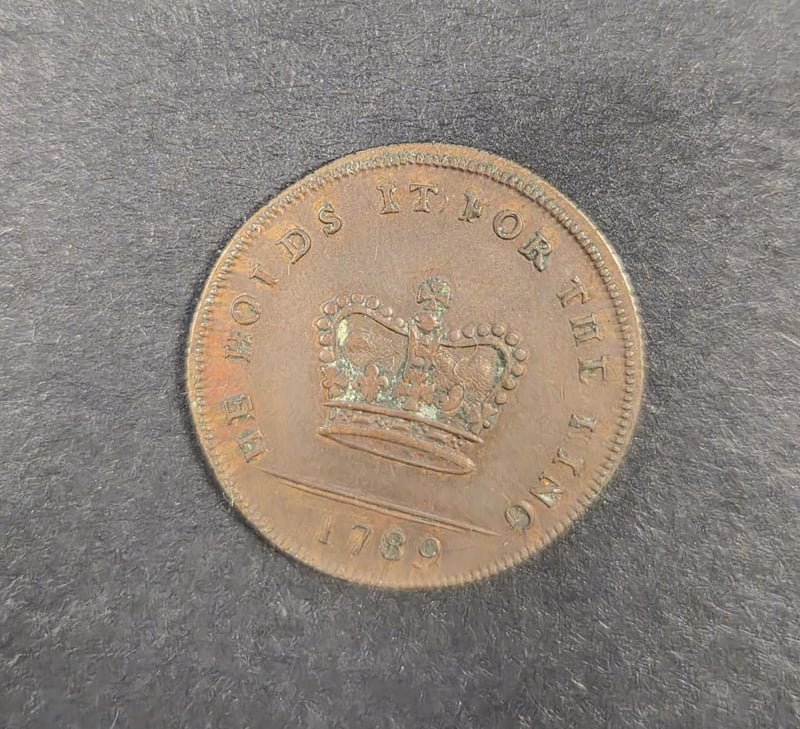 HE HOLDS IT FOR THE KING
1789